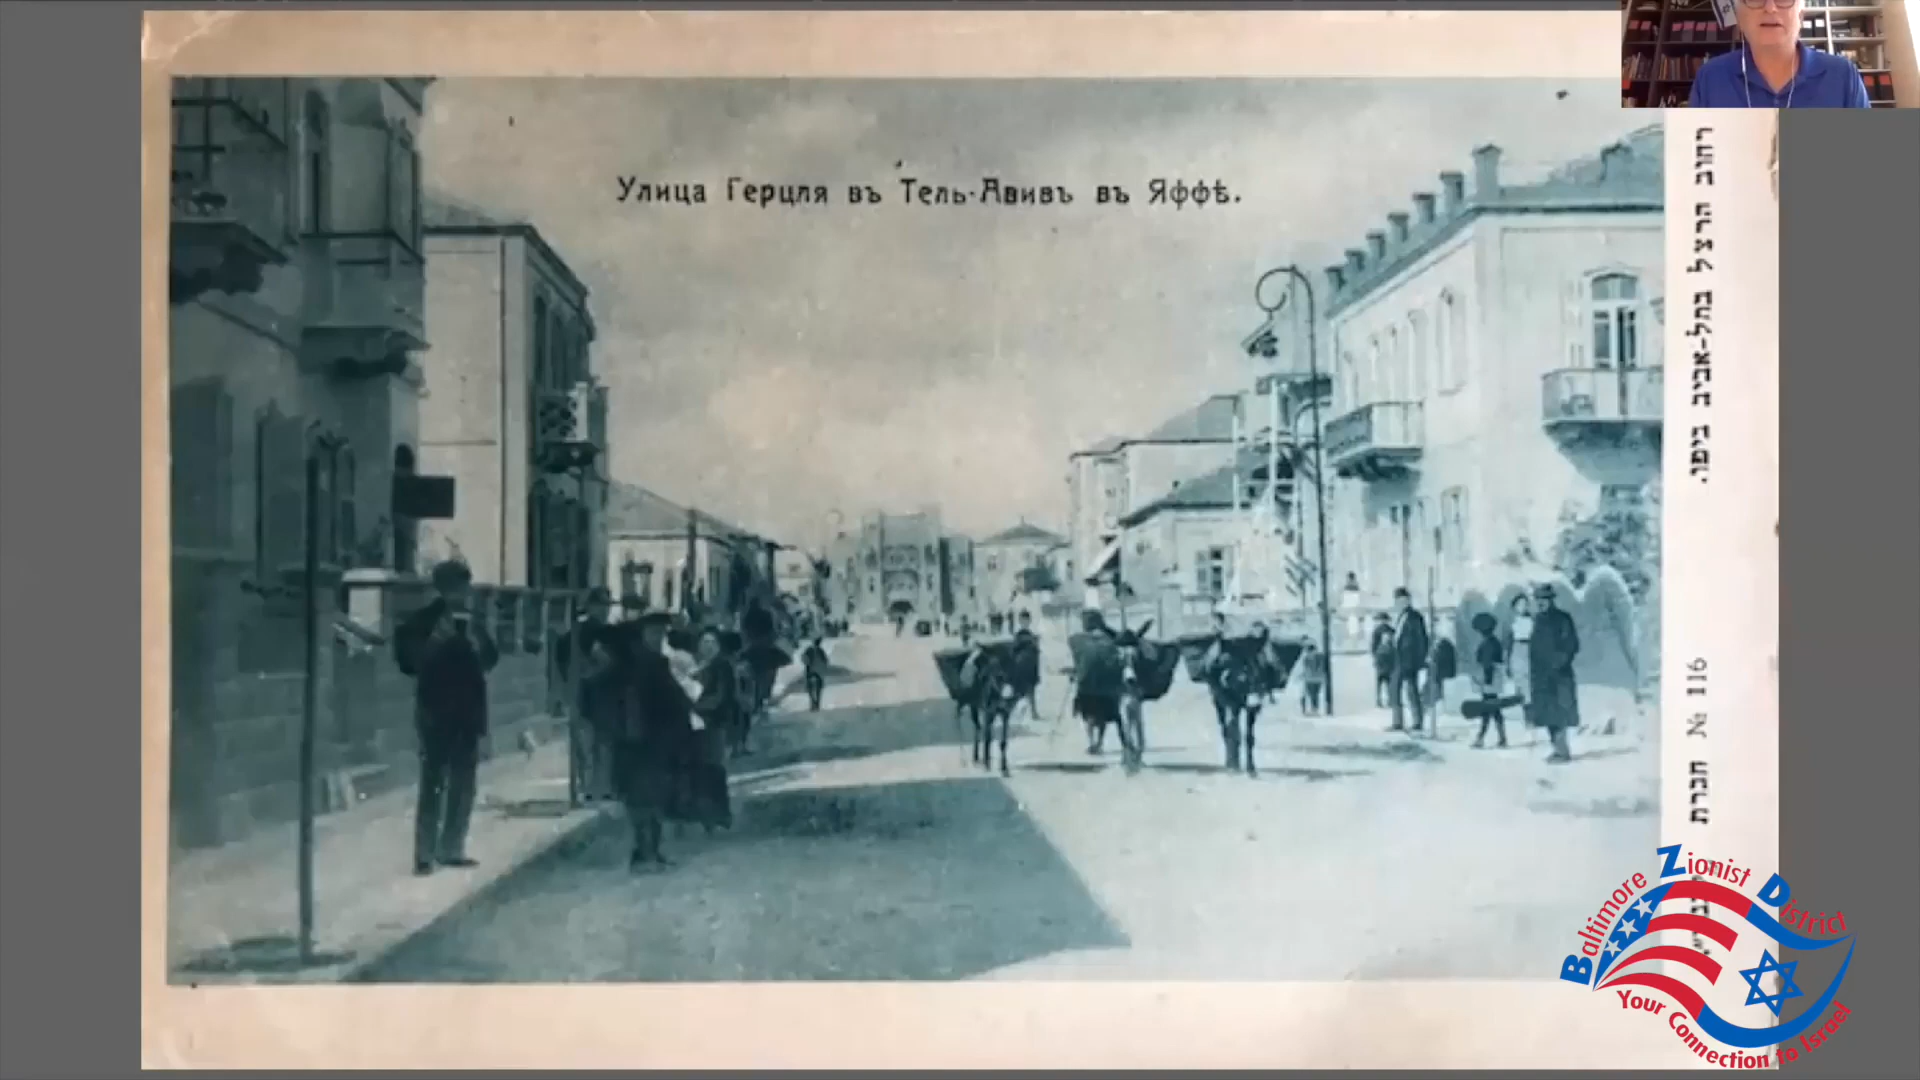 Улица Герцля въ Тель-Авивъ въ Яффѣ.
רחוב הרצל בתל-אביב ביפו.
חברת № 116
Baltimore Zionist District
Your Connection to Israel